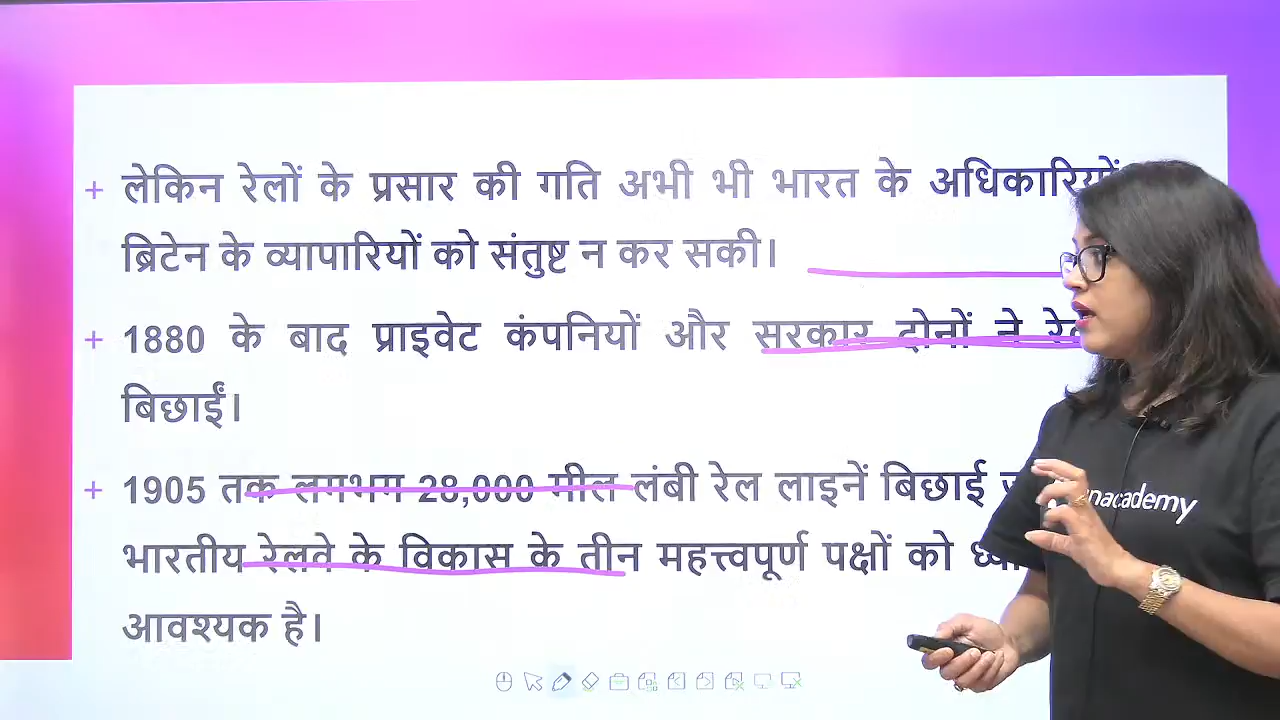 + लेकिन रेलों के प्रसार की गति अभी भी भारत के अधिकारियों
ब्रिटेन के व्यापारियों को संतुष्ट न कर सकी।
+ 1880 के बाद प्राइवेट कंपनियों और सरकार दोनों ने
बिछाईं।
+ 1905 तक लगभग 28,000 मील लंबी रेल लाइनें बिछाई
भारतीय रेलवे के विकास के तीन महत्त्वपूर्ण पक्षों को
आवश्यक है।
unacademy